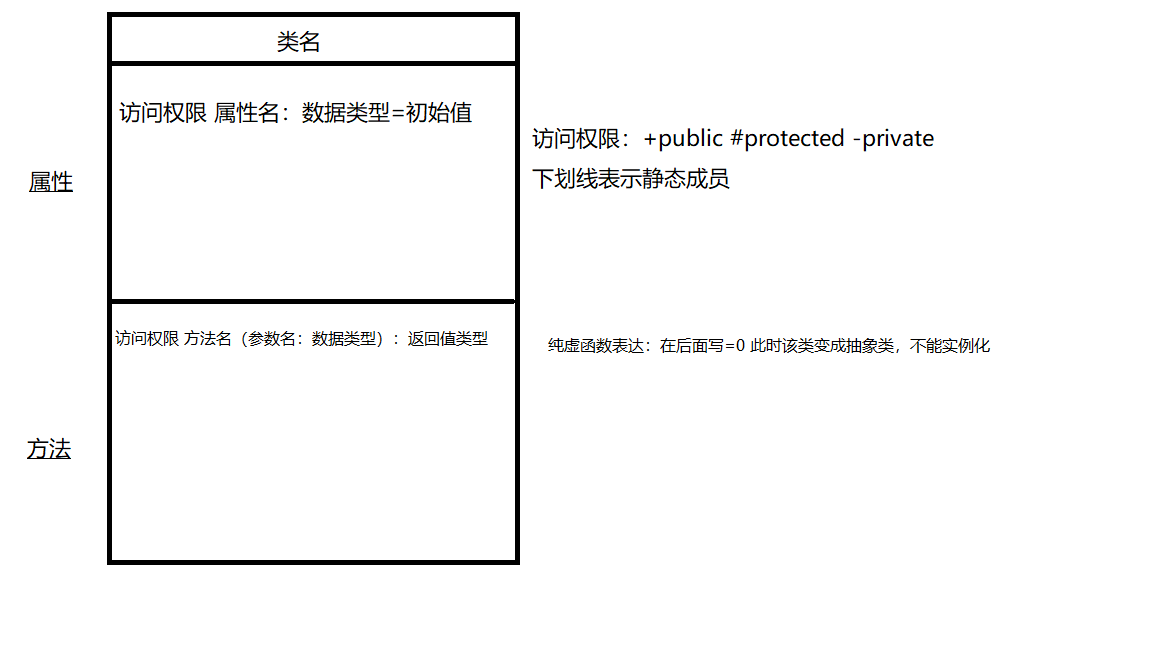 类名
访问权限 属性名：数据类型=初始值
访问权限：+public #protected -private
下划线表示静态成员
属性
访问权限 方法名（参数名：数据类型）：返回值类型
纯虚函数表达：在后面写=0 此时该类变成抽象类，不能实例化
方法